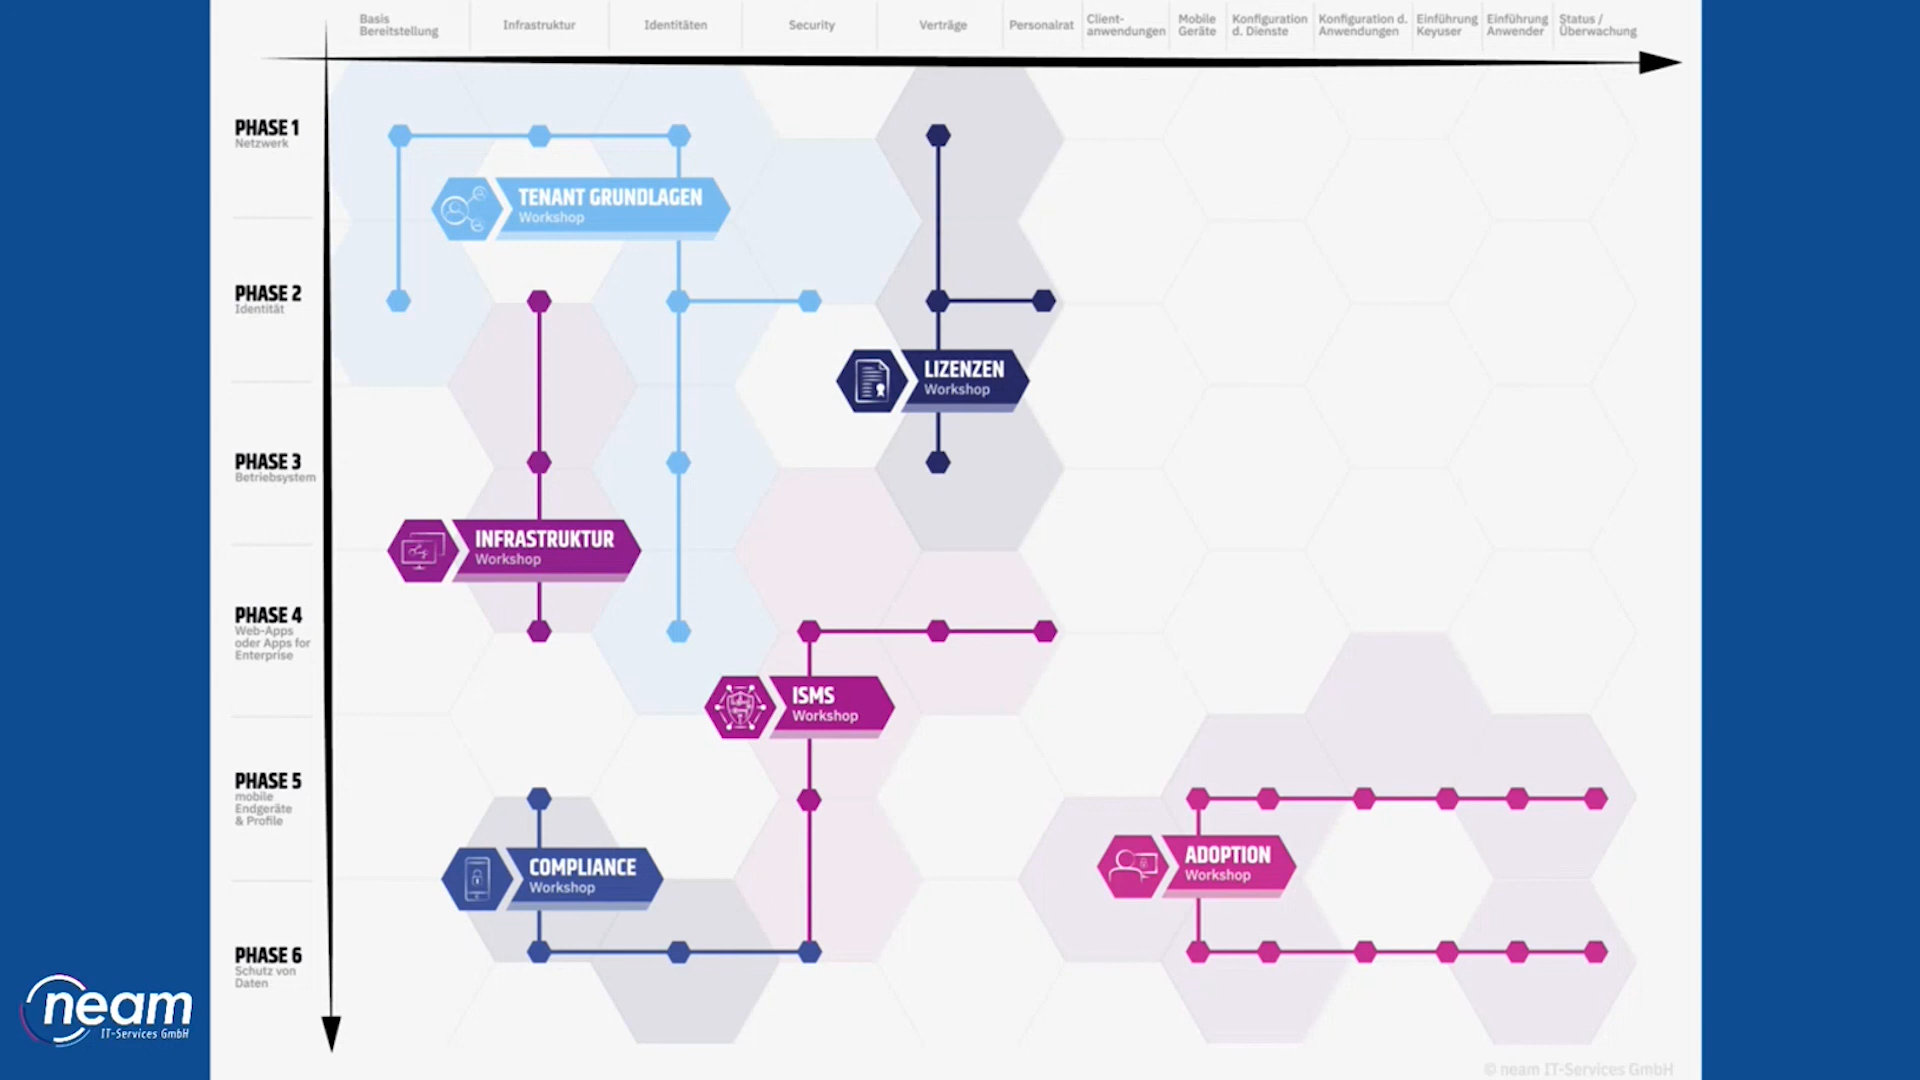 Basis
Bereitstellung
Infrastruktur
Identitäten
Security
Verträge
Personalrat
Client-
anwendungen
Mobile
Geräte
Konfiguration
d. Dienste
Konfiguration d.
Anwendungen
Einführung
Keyuser
Einführung
Anwender
Status /
Überwachung
PHASE 1
Netzwerk
TENANT GRUNDLAGEN
Workshop
PHASE 2
Identität
LIZENZEN
Workshop
PHASE 3
Betriebsystem
INFRASTRUKTUR
Workshop
PHASE 4
Web-Apps
oder Apps for
Enterprise
ISMS
Workshop
PHASE 5
mobile
Endgeräte
& Profile
COMPLIANCE
Workshop
ADOPTION
Workshop
PHASE 6
Schutz von
Daten
neam
IT-Services GmbH
© neam IT-Services GmbH